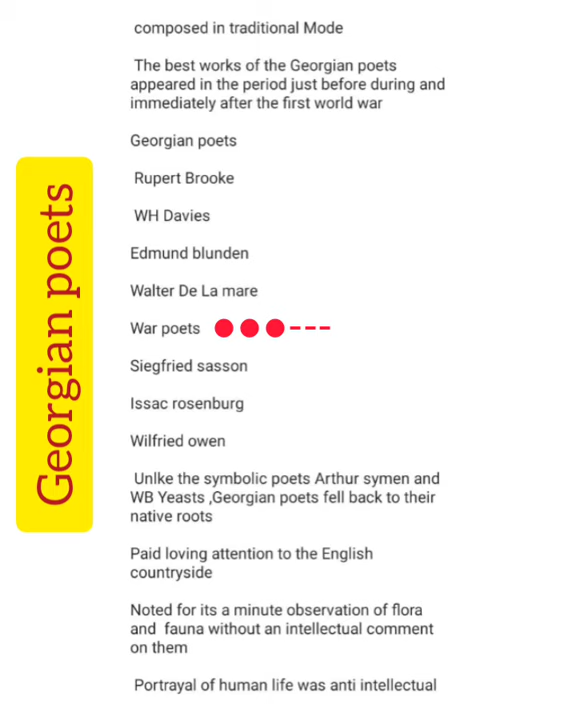 composed in traditional Mode
The best works of the Georgian poets
appeared in the period just before during and
immediately after the first world war
Georgian poets
Rupert Brooke
WH Davies
Edmund blunden
Walter De La mare
War poets
Siegfried sasson
Issac rosenburg
Wilfried owen
Unlke the symbolic poets Arthur symen and
WB Yeasts ,Georgian poets fell back to their
native roots
Paid loving attention to the English
countryside
Noted for its a minute observation of flora
and fauna without an intellectual comment
on them
Portrayal of human life was anti intellectual
Georgian poets